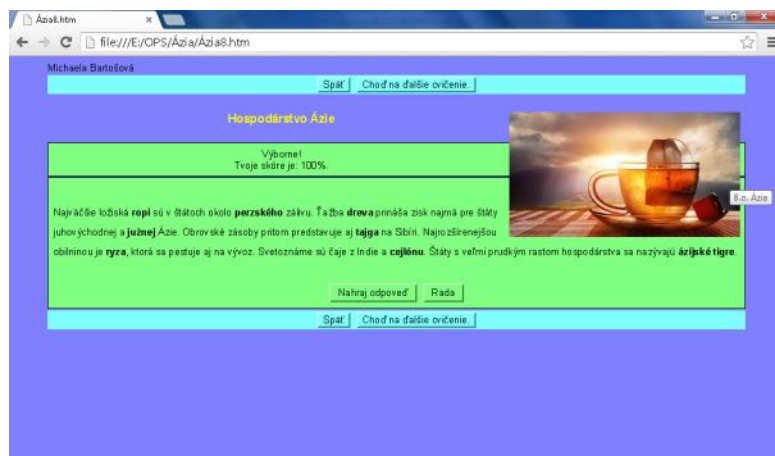 Ázia8.htm
file:///E:/OPS/Ázia/Ázia8.htm
Michaela Bartošová
Späť Choď na ďalšie cvičenie.
Hospodárstvo Ázie
Výborne!
Tvoje skóre je: 100%.
8.o. Ázia
Najväčšie ložiská ropi sú v štátoch okolo perzského zálivu. Ťažba dreva prináša zisk najmä pre štáty
juhovýchodnej a južnej Ázie. Obrovské zásoby pritom predstavuje aj tajga na Sibíri. Najrozšírenejšou
obilninou je ryza, ktorá sa pestuje aj na vývoz. Svetoznáme sú čaje z Indie a cejlónu. Štáty s veľmi prudkým rastom hospodárstva sa nazývajú ázijské tigre.
Nahraj odpoveď Rada
Späť Choď na ďalšie cvičenie.